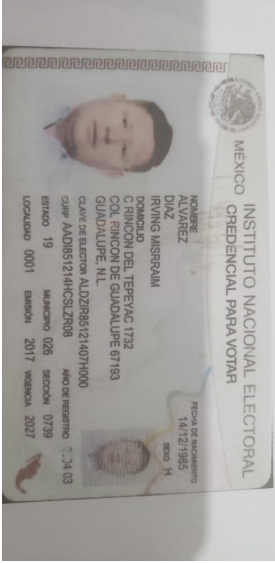 MÉXICO INSTITUTO NACIONAL ELECTORAL
CREDENCIAL PARA VOTAR
NOMBRE
ALVAREZ
DIAZ
IRVING MISRRAIM
FECHA DE NACIMIENTO
14/12/1985
SEXO H
DOMICILIO
C RINCON DEL TEPEYAC 1732
COL RINCON DE GUADALUPE 67193
GUADALUPE, N.L.
CLAVE DE ELECTOR ALDZIR85121407H000
CURP AADI851214HCSLZR08 AÑO DE REGISTRO 03
ESTADO 19 MUNICIPIO 026 SECCIÓN 0739
LOCALIDAD 0001 EMISIÓN 2017 VIGENCIA 2027